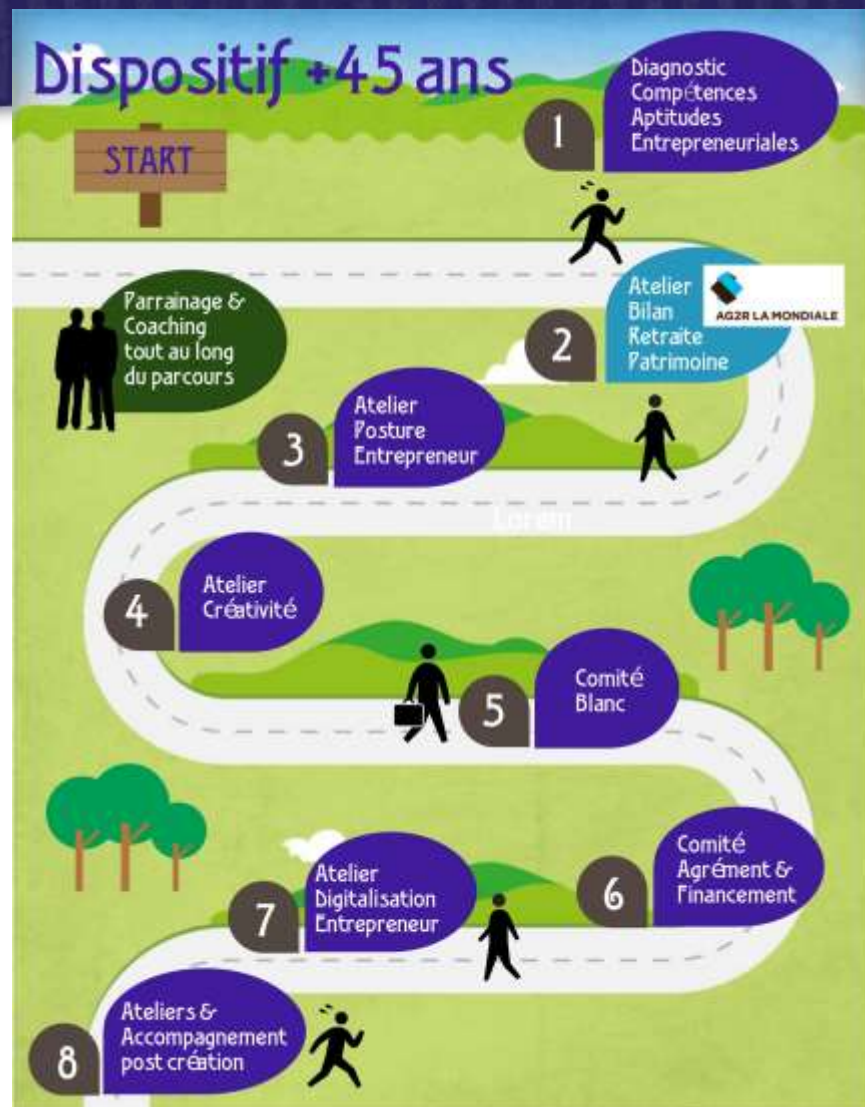 Dispositif +45 ans
START
1
Diagnostic
Compétences
Aptitudes
Entrepreneuriales
Parrainage &
Coaching
tout au long
du parcours
2
Atelier
Bilan
Retraite
Patrimoine
AG2R LA MONDIALE
3
Atelier
Posture
Entrepreneur
Lorem
4
Atelier
Créativité
5
Comité
Blanc
6
Comité
Agrément &
Financement
7
Atelier
Digitalisation
Entrepreneur
8
Ateliers &
Accompagnement
post création